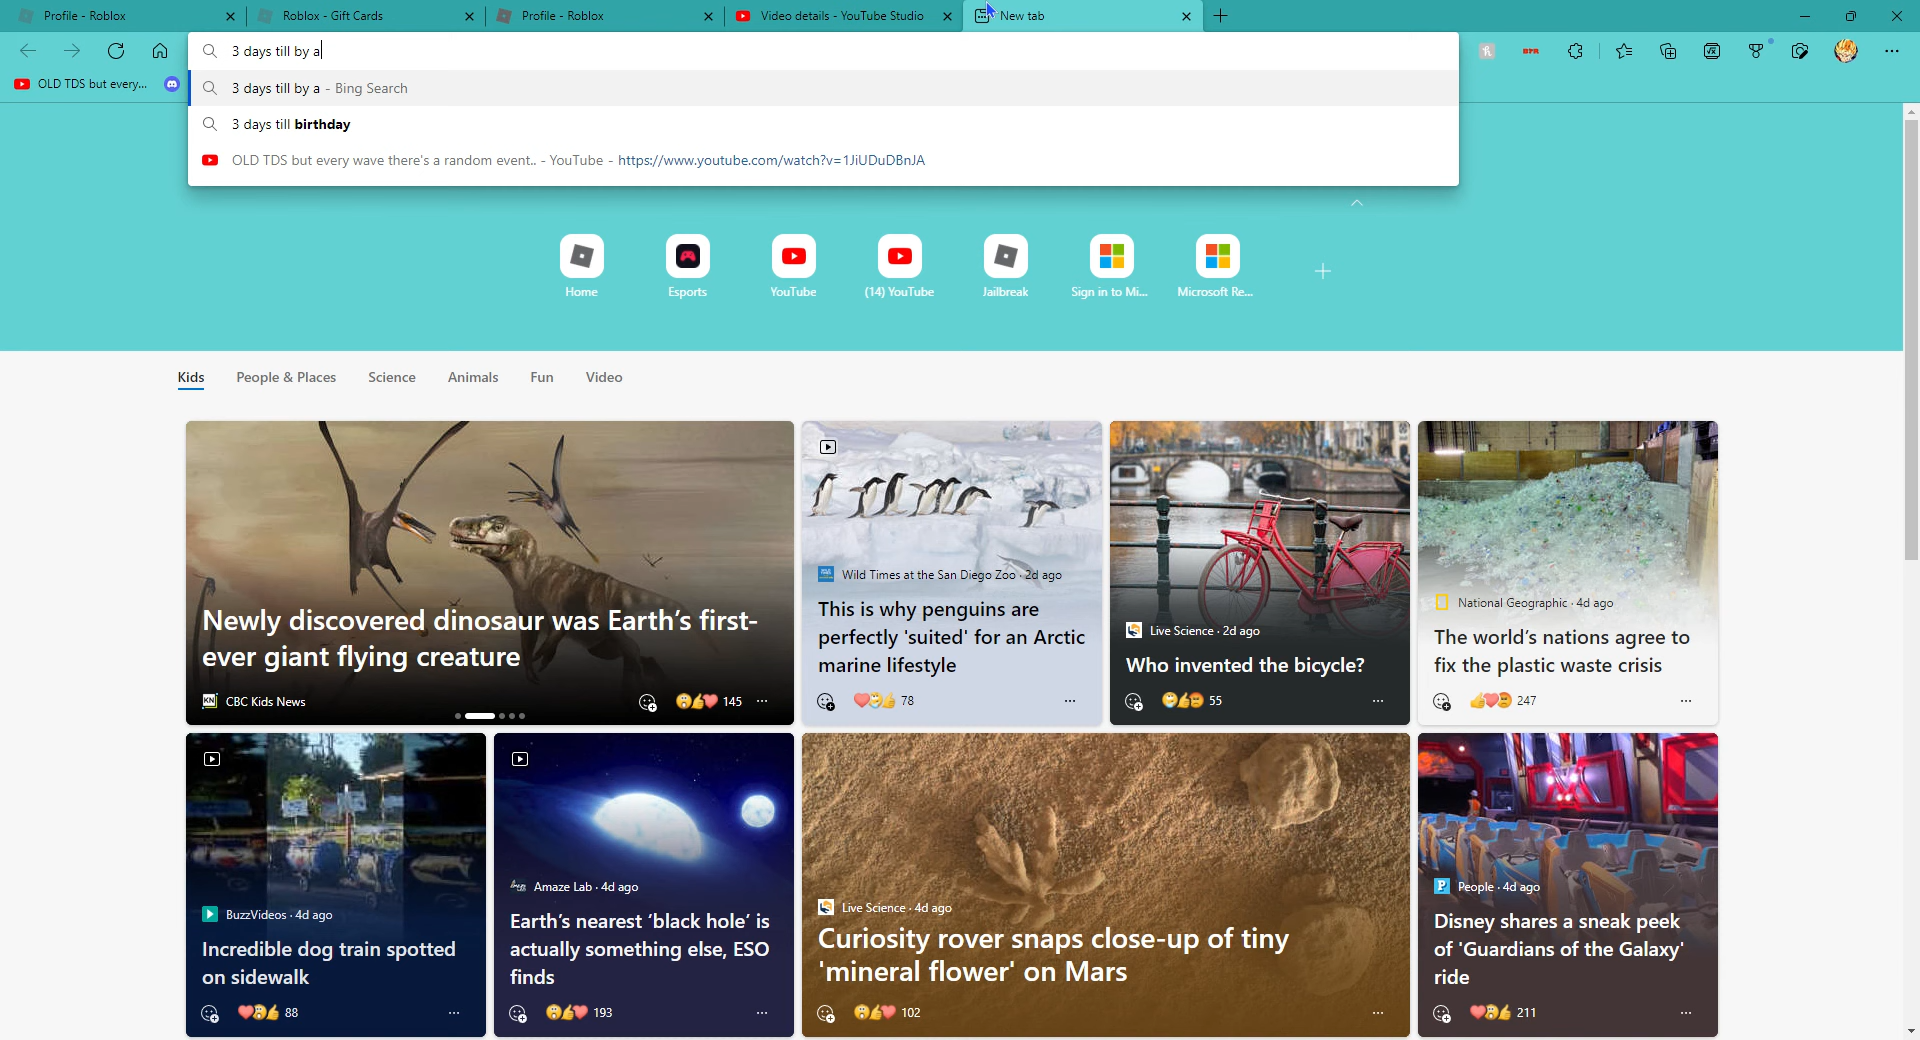 Profile - Roblox
Roblox - Gift Cards
Profile - Roblox
Video details - YouTube Studio
New tab
3 days till by a
OLD TDS but every...
3 days till by a - Bing Search
3 days till birthday
OLD TDS but every wave there's a random event.. - YouTube - https://www.youtube.com/watch?v=1JiUDuDBnJA
Home
Esports
YouTube
(14) YouTube
Jailbreak
Sign in to Mi...
Microsoft Re...
Kids
People & Places
Science
Animals
Fun
Video
Newly discovered dinosaur was Earth's first-
ever giant flying creature
CBC Kids News
145
Wild Times at the San Diego Zoo · 2d ago
This is why penguins are
perfectly 'suited' for an Arctic
marine lifestyle
78
Live Science · 2d ago
Who invented the bicycle?
55
National Geographic · 4d ago
The world's nations agree to
fix the plastic waste crisis
247
BuzzVideos · 4d ago
Incredible dog train spotted
on sidewalk
88
Amaze Lab · 4d ago
Earth's nearest 'black hole' is
actually something else, ESO
finds
193
Live Science · 4d ago
Curiosity rover snaps close-up of tiny
'mineral flower' on Mars
102
People · 4d ago
Disney shares a sneak peek
of 'Guardians of the Galaxy'
ride
211